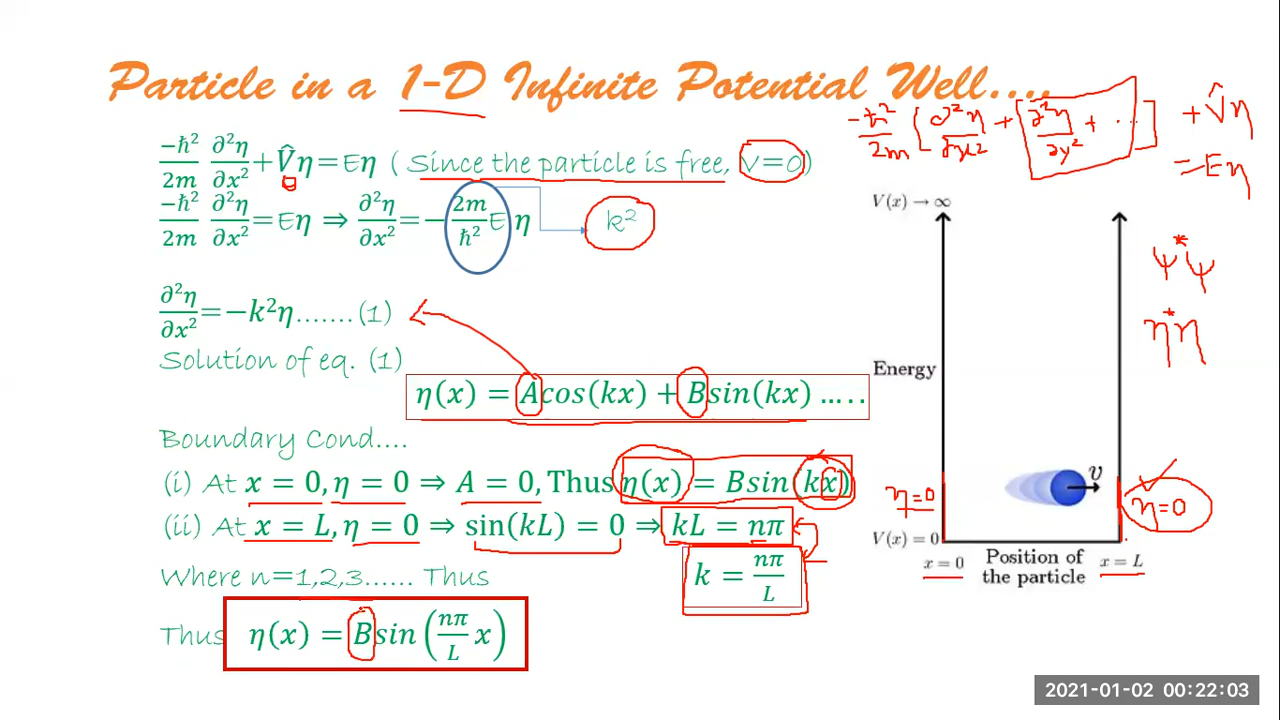 Particle in a 1-D Infinite Potential Well....
−ħ²/2m ∂²η/∂x² + V̂η = Eη ( Since the particle is free, V=0)
−ħ²/2m ∂²η/∂x² = Eη ⇒ ∂²η/∂x² = −2m/ħ² E η
k²
∂²η/∂x² = −k²η....... (1)
Solution of eq. (1)
η(x) = Acos(kx) + Bsin(kx) .....
Boundary Cond....
(i) At x = 0, η = 0 ⇒ A = 0, Thus η(x) = Bsin(kx)
(ii) At x = L, η = 0 ⇒ sin(kL) = 0 ⇒ kL = nπ
k = nπ/L
Where n=1,2,3...... Thus
Thus η(x) = Bsin(nπ/L x)
−ħ²/2m [∂²η/∂x² + ∂²η/∂y² + ...] + V̂η
= Eη
V(x) → ∞
ψ*ψ
η*η
Energy
v
η=0
η=0
V(x) = 0
x = 0
Position of
the particle
x = L
2021-01-02 00:22:03